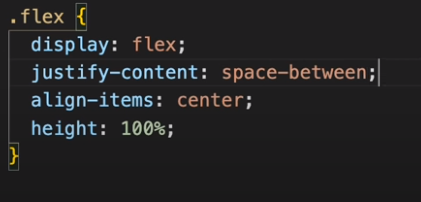 .flex {
  display: flex;
  justify-content: space-between;
  align-items: center;
  height: 100%;
}